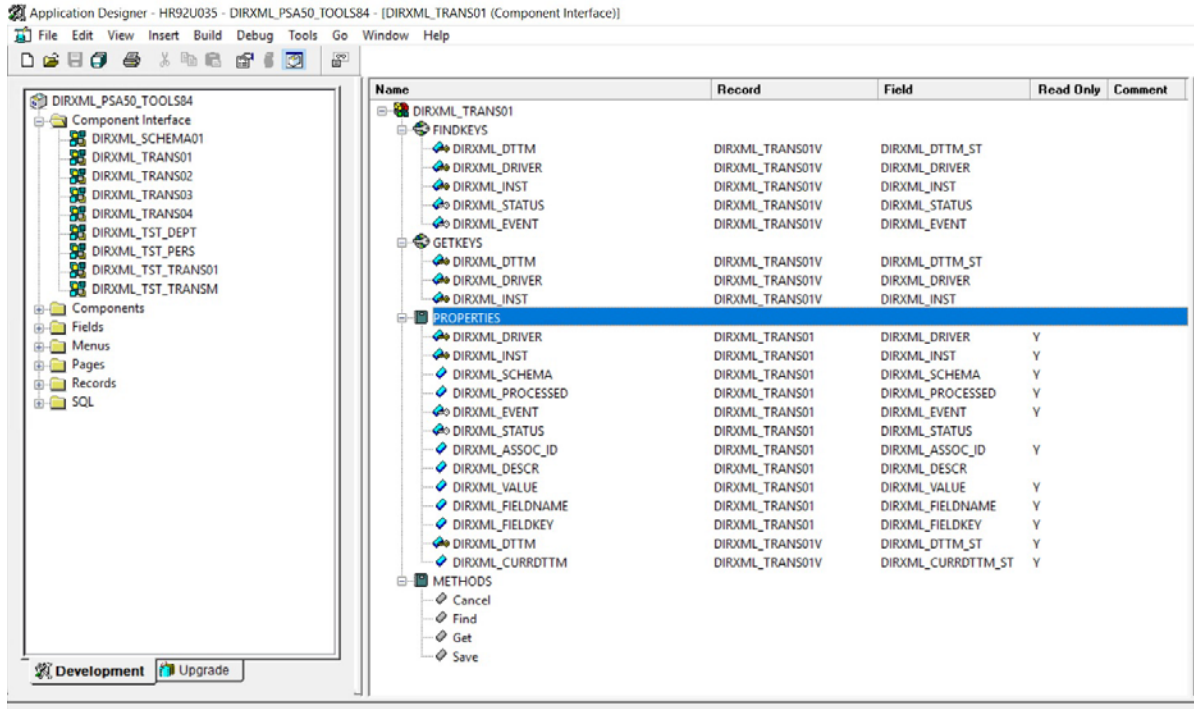 Application Designer - HR92U035 - DIRXML_PSA50_TOOLS84 - [DIRXML_TRANS01 (Component Interface)]
File Edit View Insert Build Debug Tools Go Window Help
DIRXML_PSA50_TOOLS84
Component Interface
DIRXML_SCHEMA01
DIRXML_TRANS01
DIRXML_TRANS02
DIRXML_TRANS03
DIRXML_TRANS04
DIRXML_TST_DEPT
DIRXML_TST_PERS
DIRXML_TST_TRANS01
DIRXML_TST_TRANSM
Components
Fields
Menus
Pages
Records
SQL
Development Upgrade
Name Record Field Read Only Comment
DIRXML_TRANS01
FINDKEYS
DIRXML_DTTM DIRXML_TRANS01V DIRXML_DTTM_ST
DIRXML_DRIVER DIRXML_TRANS01V DIRXML_DRIVER
DIRXML_INST DIRXML_TRANS01V DIRXML_INST
DIRXML_STATUS DIRXML_TRANS01V DIRXML_STATUS
DIRXML_EVENT DIRXML_TRANS01V DIRXML_EVENT
GETKEYS
DIRXML_DTTM DIRXML_TRANS01V DIRXML_DTTM_ST
DIRXML_DRIVER DIRXML_TRANS01V DIRXML_DRIVER
DIRXML_INST DIRXML_TRANS01V DIRXML_INST
PROPERTIES
DIRXML_DRIVER DIRXML_TRANS01 DIRXML_DRIVER Y
DIRXML_INST DIRXML_TRANS01 DIRXML_INST Y
DIRXML_SCHEMA DIRXML_TRANS01 DIRXML_SCHEMA Y
DIRXML_PROCESSED DIRXML_TRANS01 DIRXML_PROCESSED Y
DIRXML_EVENT DIRXML_TRANS01 DIRXML_EVENT Y
DIRXML_STATUS DIRXML_TRANS01 DIRXML_STATUS
DIRXML_ASSOC_ID DIRXML_TRANS01 DIRXML_ASSOC_ID Y
DIRXML_DESCR DIRXML_TRANS01 DIRXML_DESCR
DIRXML_VALUE DIRXML_TRANS01 DIRXML_VALUE Y
DIRXML_FIELDNAME DIRXML_TRANS01 DIRXML_FIELDNAME Y
DIRXML_FIELDKEY DIRXML_TRANS01 DIRXML_FIELDKEY Y
DIRXML_DTTM DIRXML_TRANS01V DIRXML_DTTM_ST Y
DIRXML_CURRDTTM DIRXML_TRANS01V DIRXML_CURRDTTM_ST Y
METHODS
Cancel
Find
Get
Save